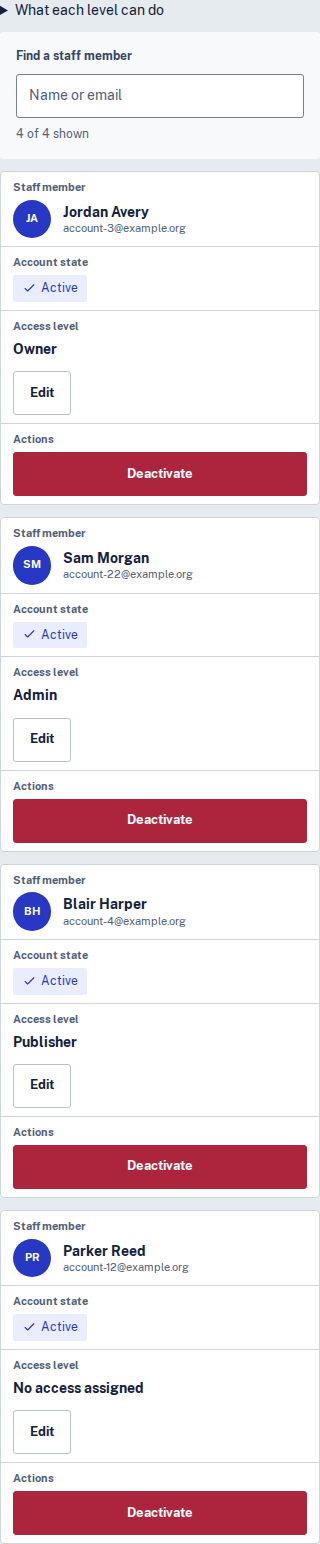 What each level can do
Find a staff member
Name or email
4 of 4 shown
Staff member
JA
Jordan Avery
account-3@example.org
Account state
Active
Access level
Owner
Edit
Actions
Deactivate
Staff member
SM
Sam Morgan
account-22@example.org
Account state
Active
Access level
Admin
Edit
Actions
Deactivate
Staff member
BH
Blair Harper
account-4@example.org
Account state
Active
Access level
Publisher
Edit
Actions
Deactivate
Staff member
PR
Parker Reed
account-12@example.org
Account state
Active
Access level
No access assigned
Edit
Actions
Deactivate